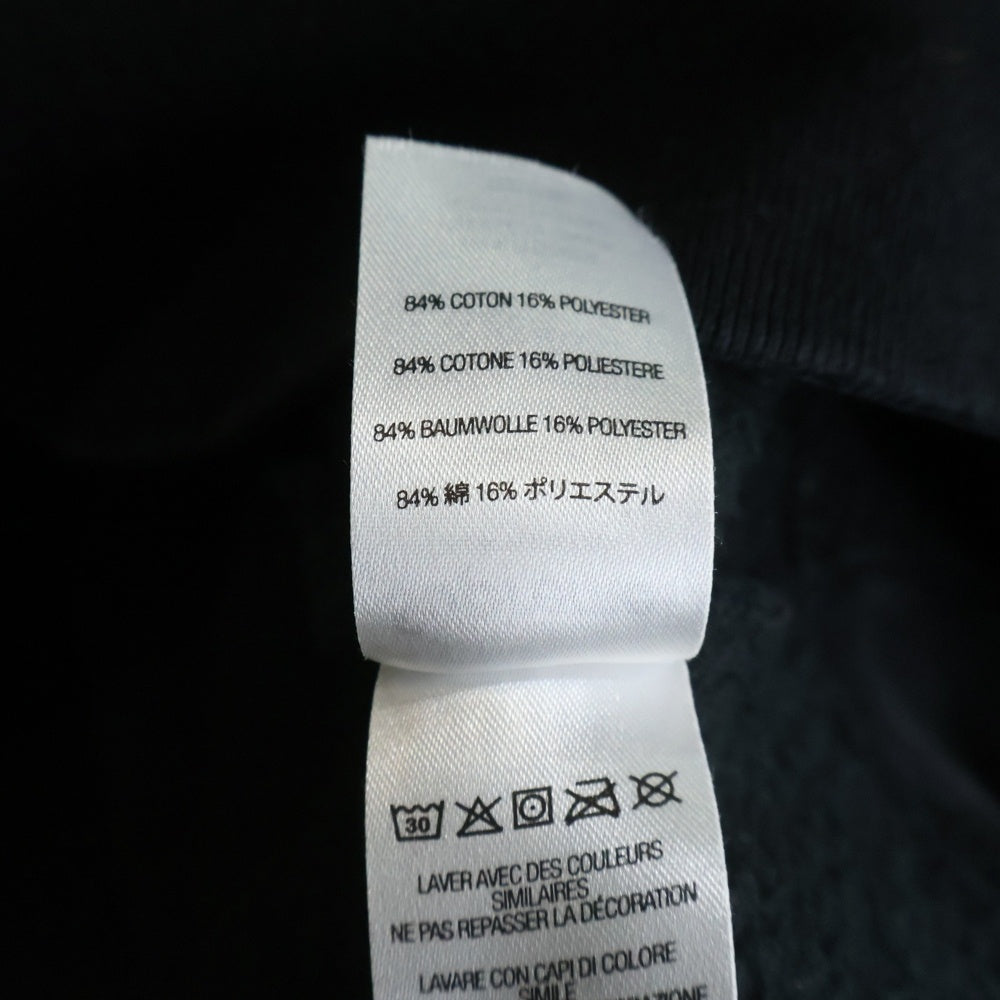 84% COTON 16% POLYESTER
84% COTONE 16% POLIESTERE
84% BAUMWOLLE 16% POLYESTER
84% 綿 16% ポリエステル
30
LAVER AVEC DES COULEURS
SIMILAIRES
NE PAS REPASSER LA DÉCORATION
LAVARE CON CAPI DI COLORE
SIMILE